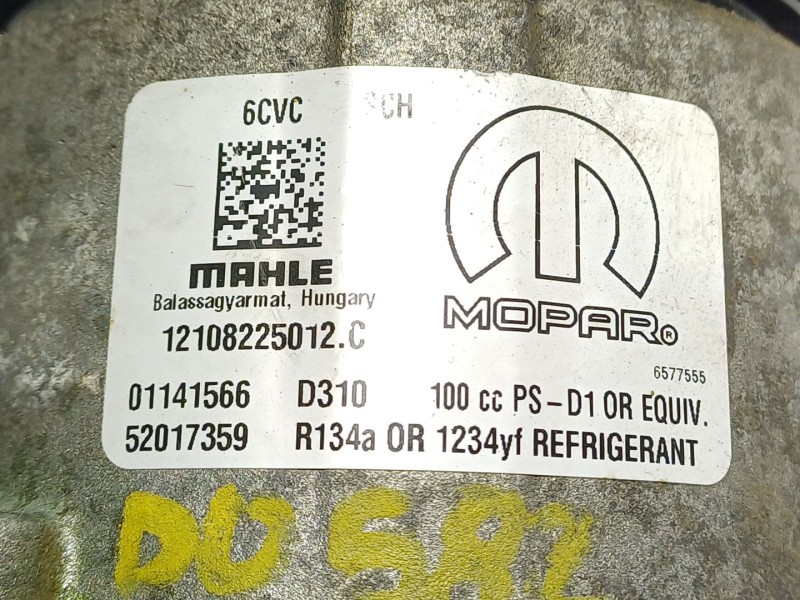 6CVC CH
MAHLE
Balassagyarmat, Hungary
12108225012.C
MOPAR®
6577555
01141566 D310 100 cc PS-D1 OR EQUIV.
52017359 R134a OR 1234yf REFRIGERANT